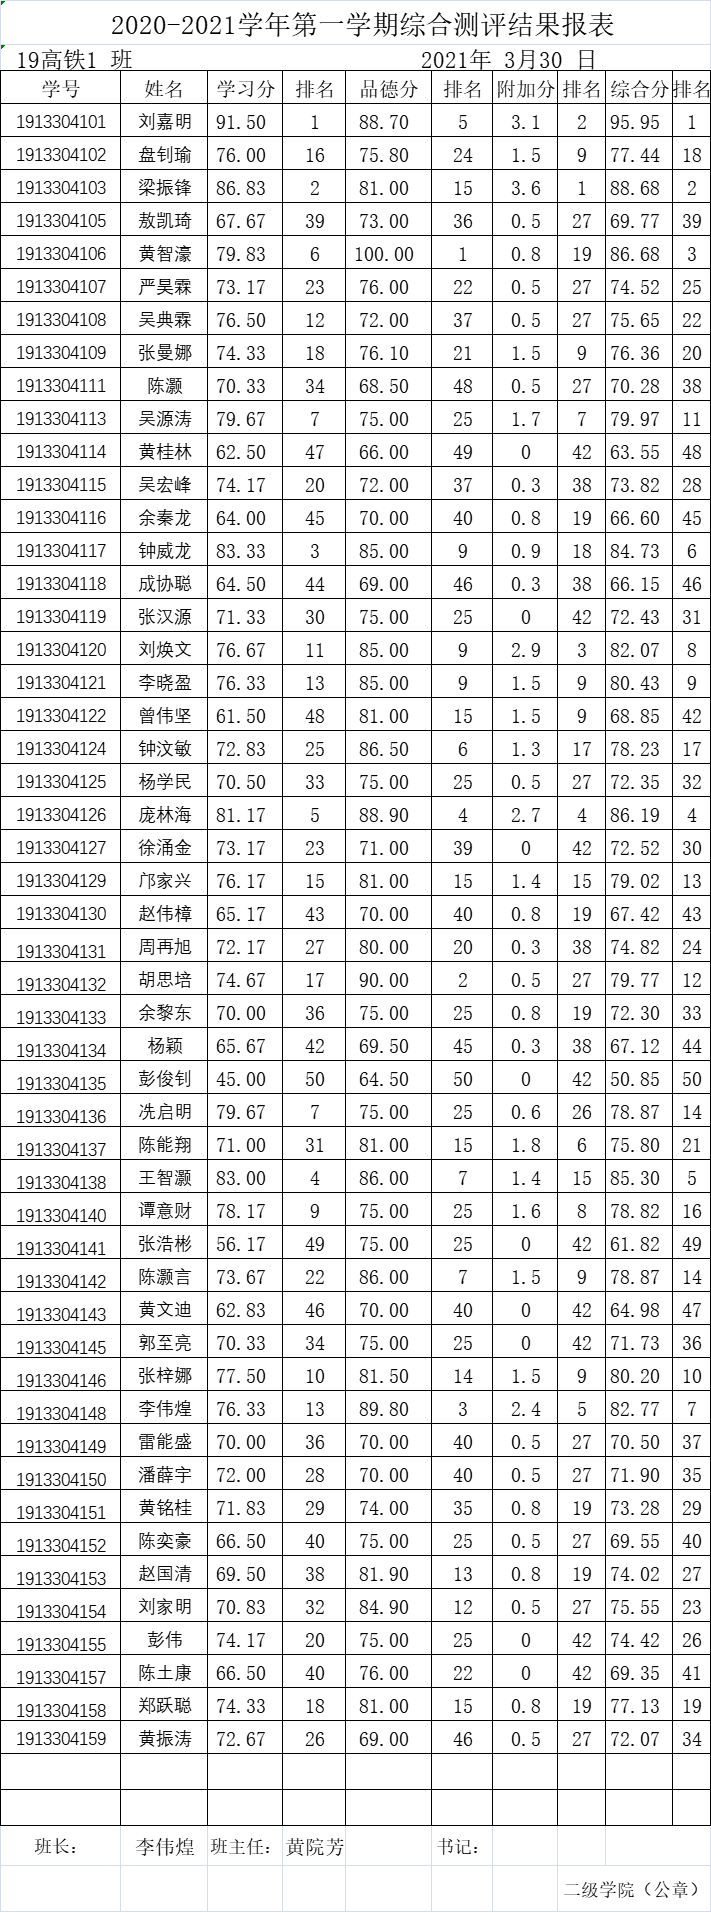 2020-2021学年第一学期综合测评结果报表
19高铁1 班 2021年 3月30 日
学号 姓名 学习分 排名 品德分 排名 附加分 排名 综合分 排名
1913304101 刘嘉明 91.50 1 88.70 5 3.1 2 95.95 1
1913304102 盘钊瑜 76.00 16 75.80 24 1.5 9 77.44 18
1913304103 梁振锋 86.83 2 81.00 15 3.6 1 88.68 2
1913304105 敖凯琦 67.67 39 73.00 36 0.5 27 69.77 39
1913304106 黄智濠 79.83 6 100.00 1 0.8 19 86.68 3
1913304107 严昊霖 73.17 23 76.00 22 0.5 27 74.52 25
1913304108 吴典霖 76.50 12 72.00 37 0.5 27 75.65 22
1913304109 张曼娜 74.33 18 76.10 21 1.5 9 76.36 20
1913304111 陈灏 70.33 34 68.50 48 0.5 27 70.28 38
1913304113 吴源涛 79.67 7 75.00 25 1.7 7 79.97 11
1913304114 黄桂林 62.50 47 66.00 49 0 42 63.55 48
1913304115 吴宏峰 74.17 20 72.00 37 0.3 38 73.82 28
1913304116 余秦龙 64.00 45 70.00 40 0.8 19 66.60 45
1913304117 钟威龙 83.33 3 85.00 9 0.9 18 84.73 6
1913304118 成协聪 64.50 44 69.00 46 0.3 38 66.15 46
1913304119 张汉源 71.33 30 75.00 25 0 42 72.43 31
1913304120 刘焕文 76.67 11 85.00 9 2.9 3 82.07 8
1913304121 李晓盈 76.33 13 85.00 9 1.5 9 80.43 9
1913304122 曾伟坚 61.50 48 81.00 15 1.5 9 68.85 42
1913304124 钟汶敏 72.83 25 86.50 6 1.3 17 78.23 17
1913304125 杨学民 70.50 33 75.00 25 0.5 27 72.35 32
1913304126 庞林海 81.17 5 88.90 4 2.7 4 86.19 4
1913304127 徐涌金 73.17 23 71.00 39 0 42 72.52 30
1913304129 邝家兴 76.17 15 81.00 15 1.4 15 79.02 13
1913304130 赵伟樟 65.17 43 70.00 40 0.8 19 67.42 43
1913304131 周再旭 72.17 27 80.00 20 0.3 38 74.82 24
1913304132 胡思培 74.67 17 90.00 2 0.5 27 79.77 12
1913304133 余黎东 70.00 36 75.00 25 0.8 19 72.30 33
1913304134 杨颖 65.67 42 69.50 45 0.3 38 67.12 44
1913304135 彭俊钊 45.00 50 64.50 50 0 42 50.85 50
1913304136 冼启明 79.67 7 75.00 25 0.6 26 78.87 14
1913304137 陈能翔 71.00 31 81.00 15 1.8 6 75.80 21
1913304138 王智灏 83.00 4 86.00 7 1.4 15 85.30 5
1913304140 谭意财 78.17 9 75.00 25 1.6 8 78.82 16
1913304141 张浩彬 56.17 49 75.00 25 0 42 61.82 49
1913304142 陈灏言 73.67 22 86.00 7 1.5 9 78.87 14
1913304143 黄文迪 62.83 46 70.00 40 0 42 64.98 47
1913304145 郭至亮 70.33 34 75.00 25 0 42 71.73 36
1913304146 张梓娜 77.50 10 81.50 14 1.5 9 80.20 10
1913304148 李伟煌 76.33 13 89.80 3 2.4 5 82.77 7
1913304149 雷能盛 70.00 36 70.00 40 0.5 27 70.50 37
1913304150 潘薛宇 72.00 28 70.00 40 0.5 27 71.90 35
1913304151 黄铭桂 71.83 29 74.00 35 0.8 19 73.28 29
1913304152 陈奕豪 66.50 40 75.00 25 0.5 27 69.55 40
1913304153 赵国清 69.50 38 81.90 13 0.8 19 74.02 27
1913304154 刘家明 70.83 32 84.90 12 0.5 27 75.55 23
1913304155 彭伟 74.17 20 75.00 25 0 42 74.42 26
1913304157 陈土康 66.50 40 76.00 22 0 42 69.35 41
1913304158 郑跃聪 74.33 18 81.00 15 0.8 19 77.13 19
1913304159 黄振涛 72.67 26 69.00 46 0.5 27 72.07 34
班长: 李伟煌 班主任: 黄院芳 书记:
二级学院（公章）